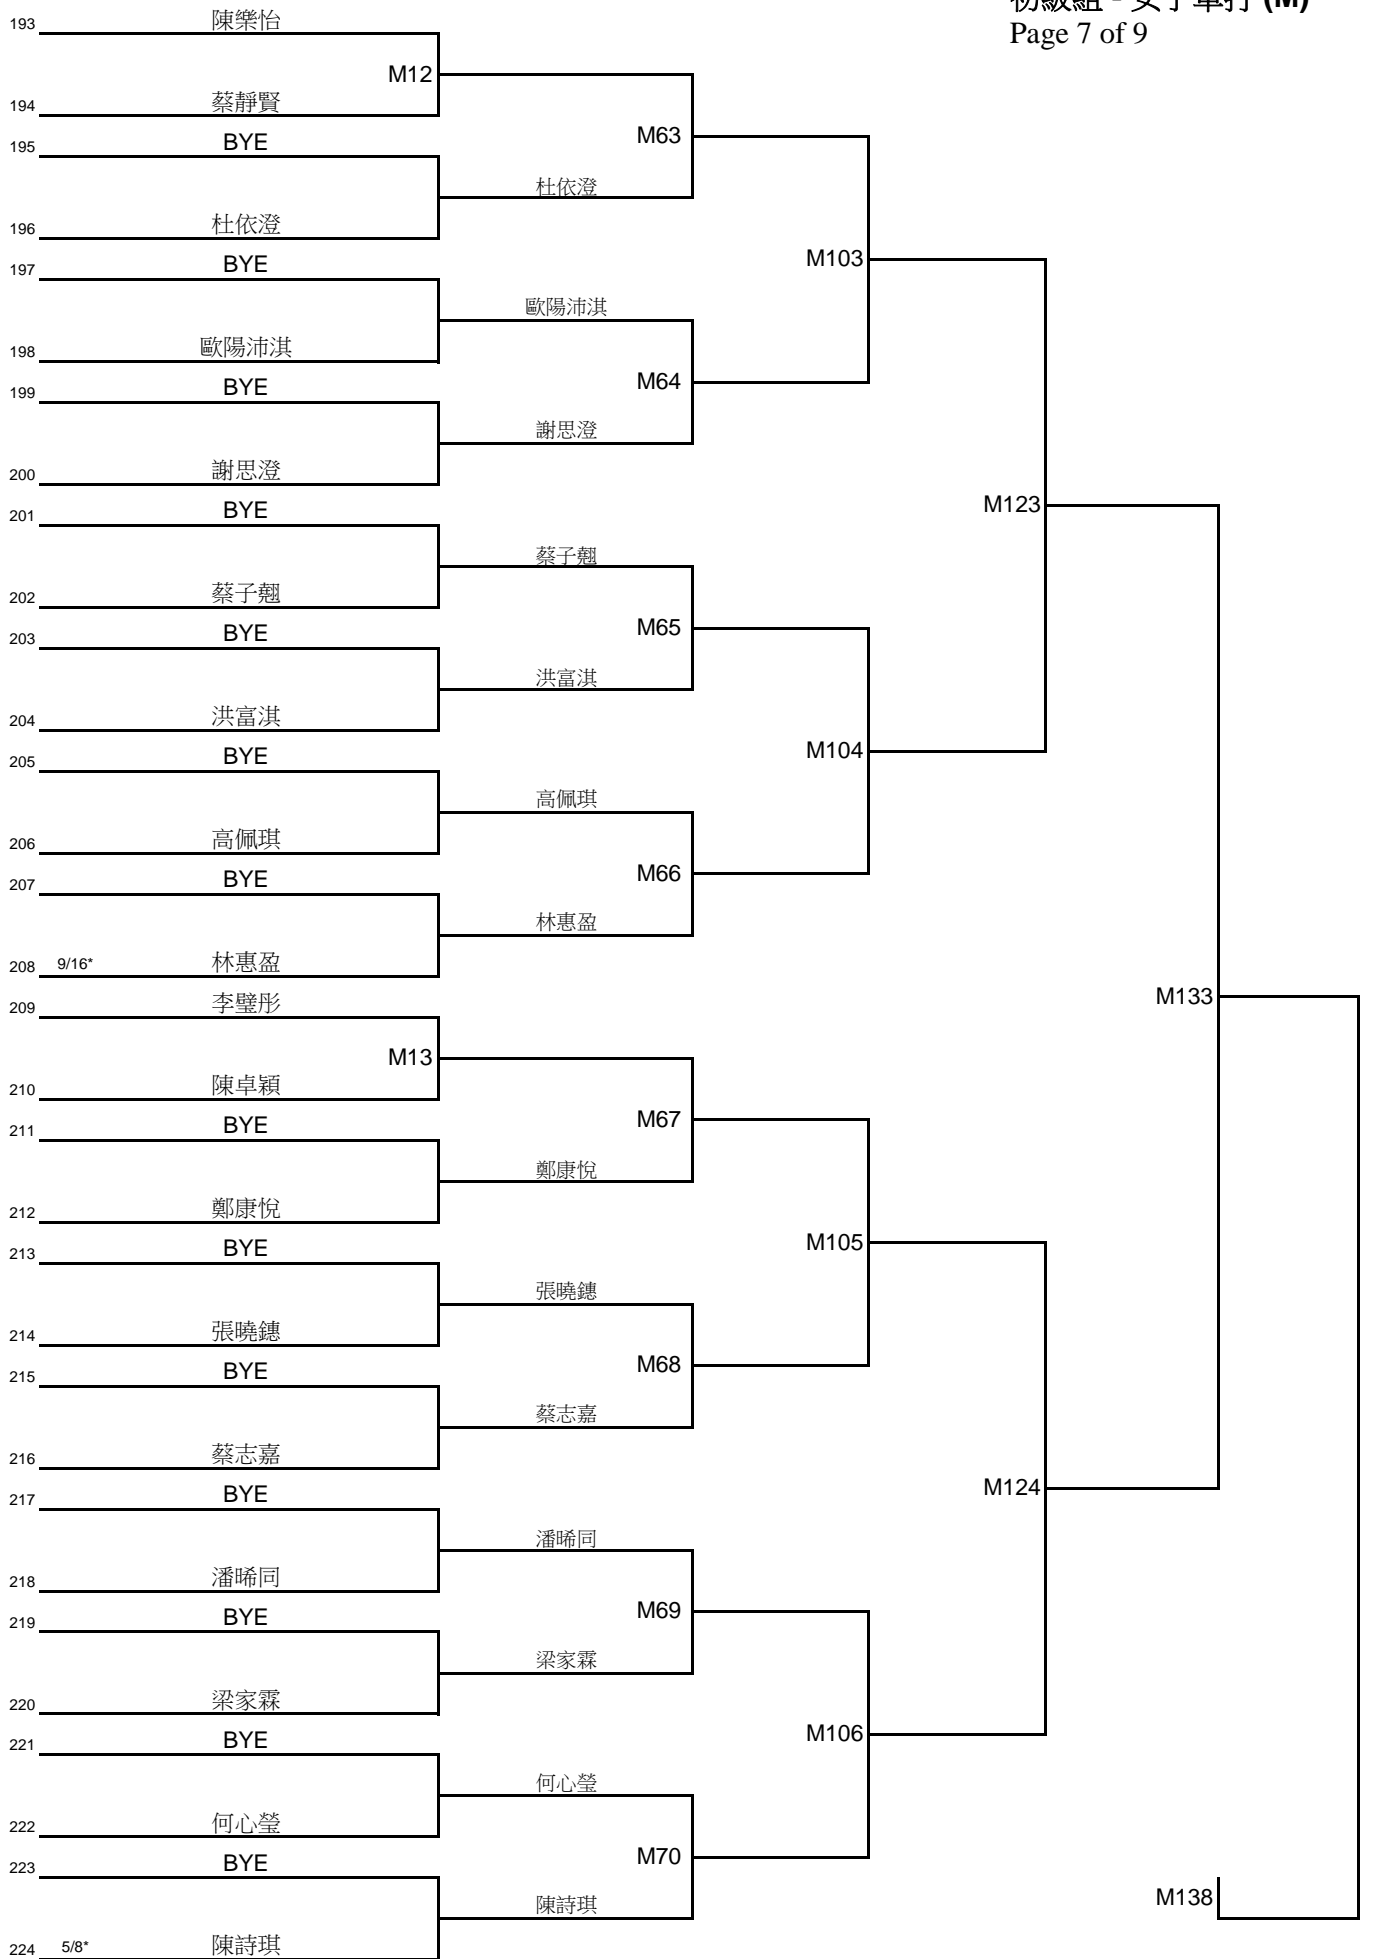 初級組 - 女子單打 (M)
Page 7 of 9
193 陳樂怡
M12
194 蔡靜賢
195 BYE
M63
杜依澄
196 杜依澄
197 BYE
M103
歐陽沛淇
198 歐陽沛淇
199 BYE
M64
謝思澄
200 謝思澄
201 BYE
M123
蔡子翹
202 蔡子翹
203 BYE
M65
洪富淇
204 洪富淇
205 BYE
M104
高佩琪
206 高佩琪
207 BYE
M66
林惠盈
208 9/16* 林惠盈
209 李璧彤
M133
M13
210 陳卓穎
211 BYE
M67
鄭康悅
212 鄭康悅
213 BYE
M105
張曉鏸
214 張曉鏸
215 BYE
M68
蔡志嘉
216 蔡志嘉
217 BYE
M124
潘晞同
218 潘晞同
219 BYE
M69
梁家霖
220 梁家霖
221 BYE
M106
何心瑩
222 何心瑩
223 BYE
M70
陳詩琪
M138
224 5/8* 陳詩琪